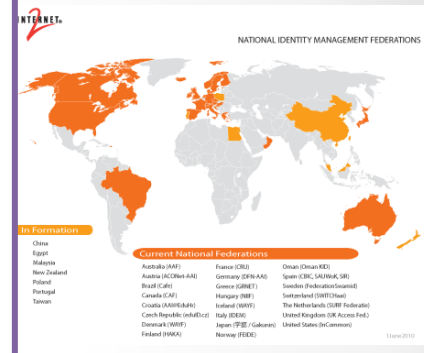 INTERNET
2
NATIONAL IDENTITY MANAGEMENT FEDERATIONS
In Formation
China
Egypt
Malaysia
New Zealand
Poland
Portugal
Taiwan
Current National Federations
Australia (AAF)
Austria (ACONet-AAI)
Brazil (Cafe)
Canada (CAF)
Croatia (AAI@EduHr)
Czech Republic (eduID.cz)
Denmark (WAYF)
Finland (HAKA)
France (CRU)
Germany (DFN-AAI)
Greece (GRNET)
Hungary (NIIF)
Iceland (WAYF)
Italy (IDEM)
Japan (学認 / Gakunin)
Norway (FEIDE)
Oman (Oman KID)
Spain (CBIC, SAUWoK, SIR)
Sweden (FederationSwamid)
Switzerland (SWITCHaai)
The Netherlands (SURF Federatie)
United Kingdom (UK Access Fed.)
United States (InCommon)